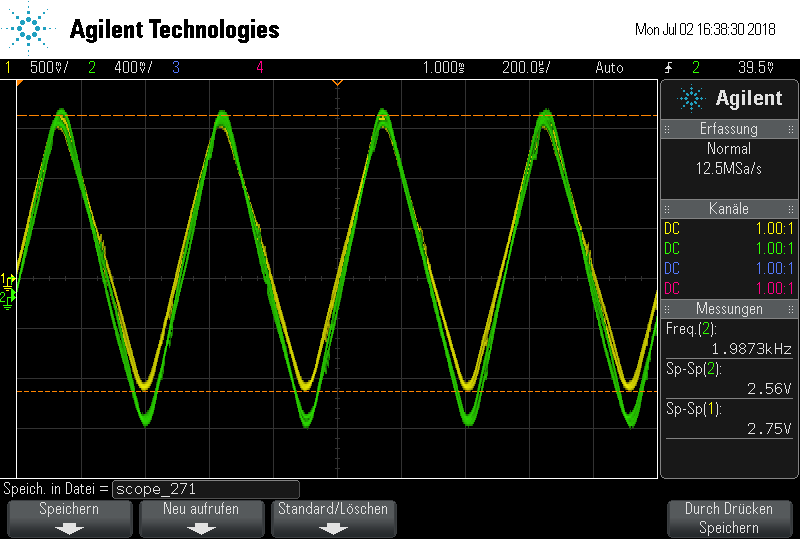 Agilent Technologies
Mon Jul 02 16:38:30 2018
1 500mV/ 2 400mV/ 3 4 1.000s 200.0s/ Auto 2 39.5mV
Agilent
Erfassung
Normal
12.5MSa/s
Kanäle
DC 1.00:1
DC 1.00:1
DC 1.00:1
DC 1.00:1
Messungen
Freq.(2):
1.9873kHz
Sp-Sp(2):
2.56V
Sp-Sp(1):
2.75V
1
2
Speich. in Datei = scope_271
Speichern
Neu aufrufen
Standard/Löschen
Durch Drücken
Speichern